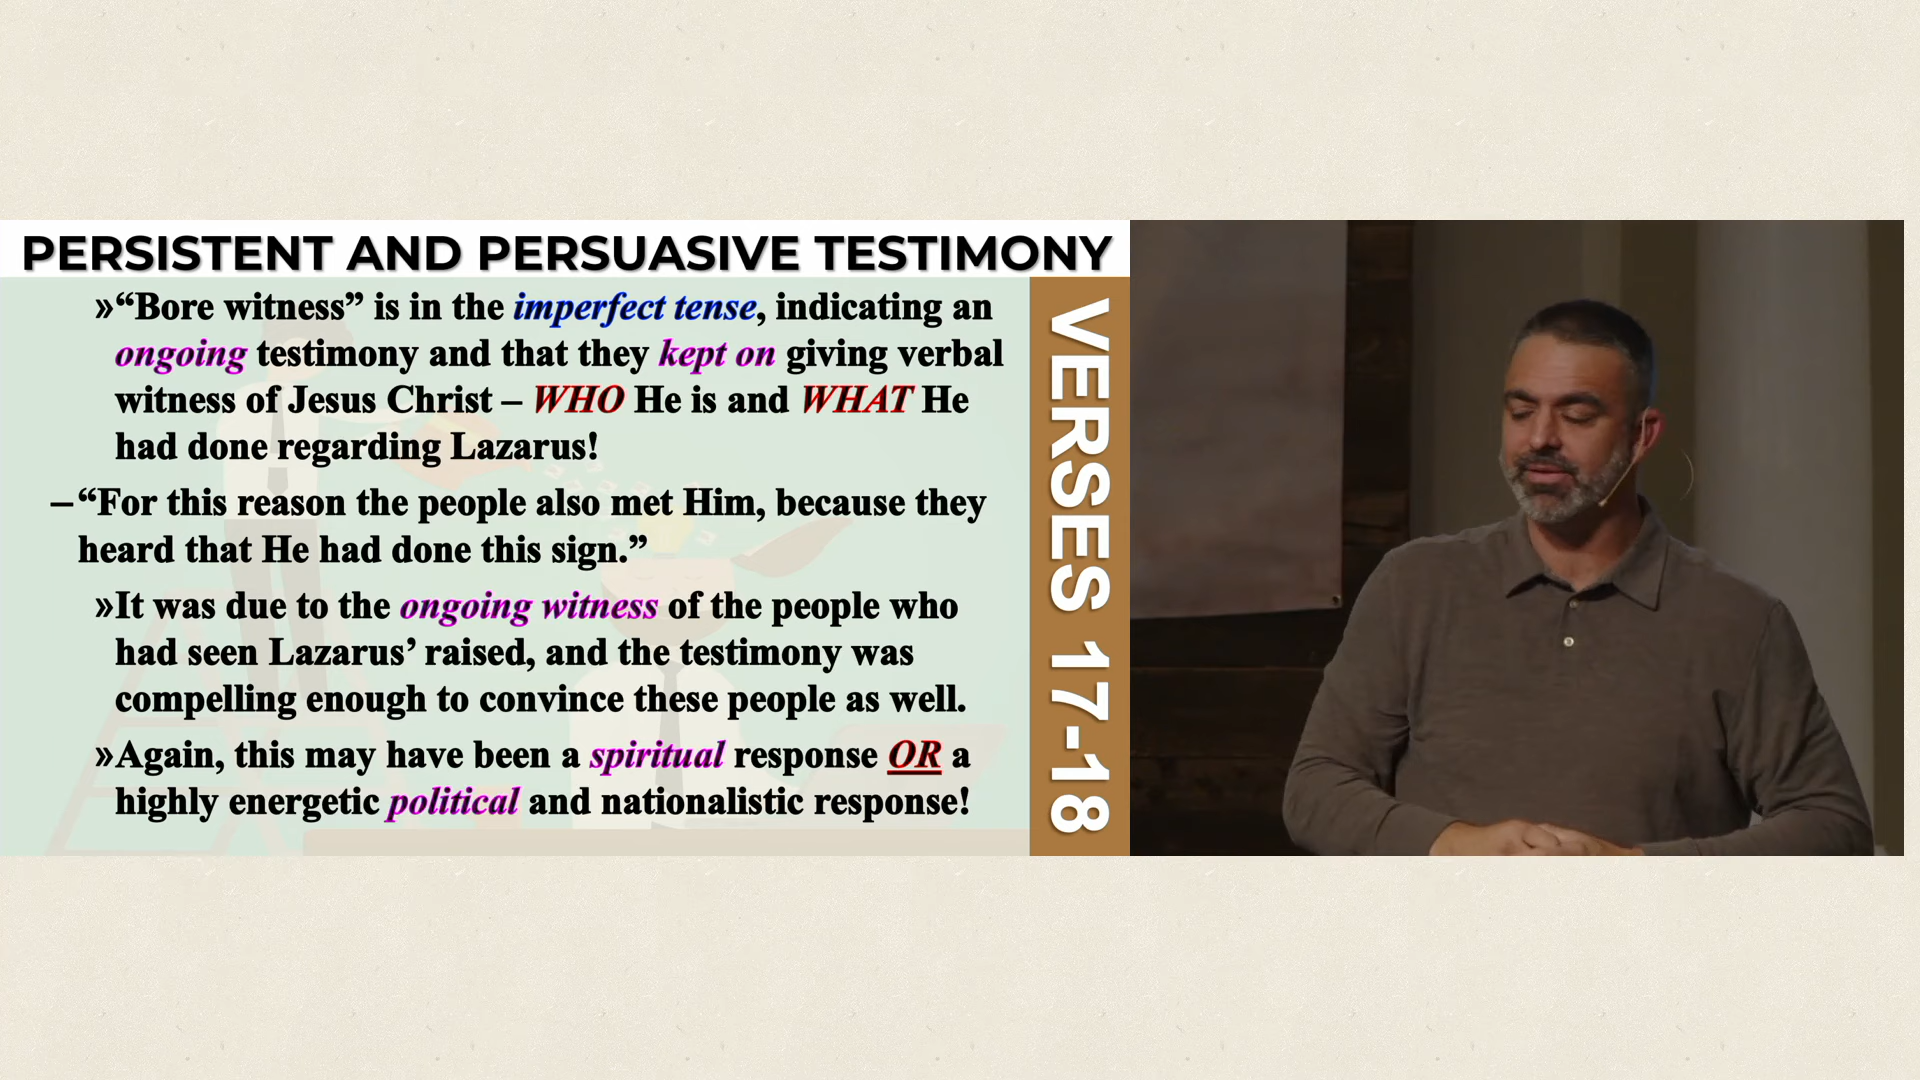 PERSISTENT AND PERSUASIVE TESTIMONY
»“Bore witness” is in the imperfect tense, indicating an
ongoing testimony and that they kept on giving verbal
witness of Jesus Christ – WHO He is and WHAT He
had done regarding Lazarus!
–“For this reason the people also met Him, because they
heard that He had done this sign.”
»It was due to the ongoing witness of the people who
had seen Lazarus’ raised, and the testimony was
compelling enough to convince these people as well.
»Again, this may have been a spiritual response OR a
highly energetic political and nationalistic response!
VERSES 17-18